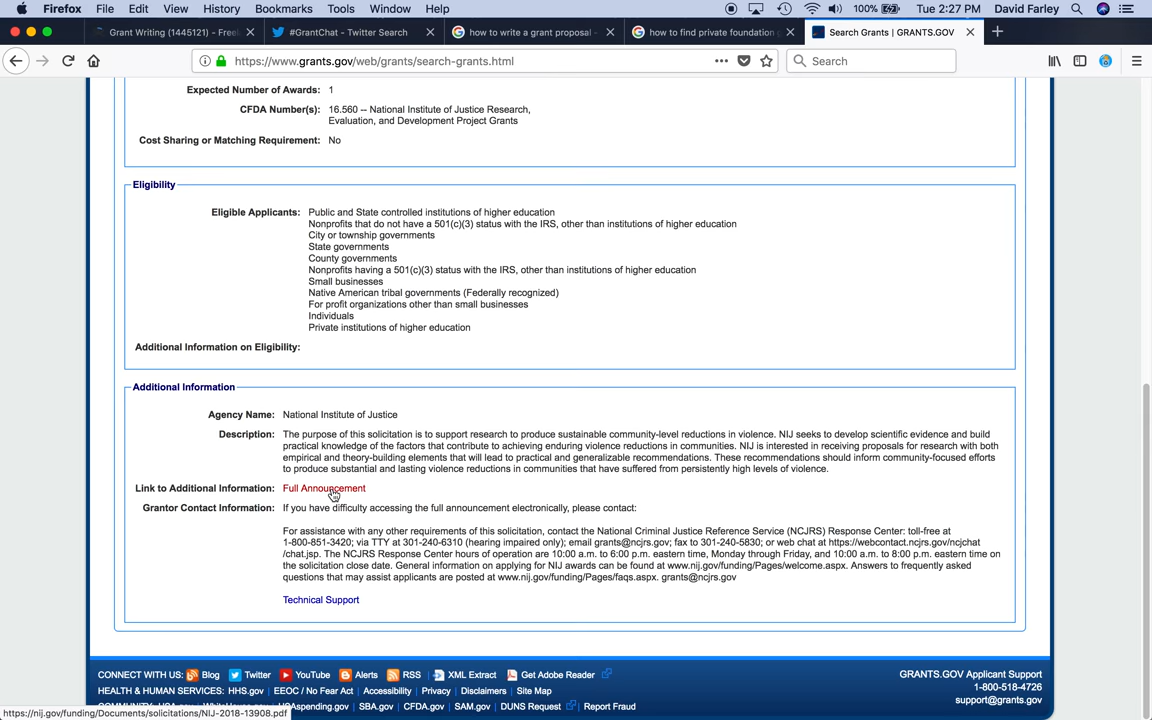 Firefox File Edit View History Bookmarks Tools Window Help 100% Tue 2:27 PM David Farley
Grant Writing (1445121) - Free #GrantChat - Twitter Search how to write a grant proposal - how to find private foundation Search Grants | GRANTS.GOV
https://www.grants.gov/web/grants/search-grants.html Search
Expected Number of Awards: 1
CFDA Number(s): 16.560 -- National Institute of Justice Research,
Evaluation, and Development Project Grants
Cost Sharing or Matching Requirement: No
Eligibility
Eligible Applicants: Public and State controlled institutions of higher education
Nonprofits that do not have a 501(c)(3) status with the IRS, other than institutions of higher education
City or township governments
State governments
County governments
Nonprofits having a 501(c)(3) status with the IRS, other than institutions of higher education
Small businesses
Native American tribal governments (Federally recognized)
For profit organizations other than small businesses
Individuals
Private institutions of higher education
Additional Information on Eligibility:
Additional Information
Agency Name: National Institute of Justice
Description: The purpose of this solicitation is to support research to produce sustainable community-level reductions in violence. NIJ seeks to develop scientific evidence and build
practical knowledge of the factors that contribute to achieving enduring violence reductions in communities. NIJ is interested in receiving proposals for research with both
empirical and theory-building elements that will lead to practical and generalizable recommendations. These recommendations should inform community-focused efforts
to produce substantial and lasting violence reductions in communities that have suffered from persistently high levels of violence.
Link to Additional Information: Full Announcement
Grantor Contact Information: If you have difficulty accessing the full announcement electronically, please contact:
For assistance with any other requirements of this solicitation, contact the National Criminal Justice Reference Service (NCJRS) Response Center: toll-free at
1-800-851-3420; via TTY at 301-240-6310 (hearing impaired only); email grants@ncjrs.gov; fax to 301-240-5830; or web chat at https://webcontact.ncjrs.gov/ncjchat
/chat.jsp. The NCJRS Response Center hours of operation are 10:00 a.m. to 6:00 p.m. eastern time, Monday through Friday, and 10:00 a.m. to 8:00 p.m. eastern time on
the solicitation close date. General information on applying for NIJ awards can be found at www.nij.gov/funding/Pages/welcome.aspx. Answers to frequently asked
questions that may assist applicants are posted at www.nij.gov/funding/Pages/faqs.aspx. grants@ncjrs.gov
Technical Support
CONNECT WITH US: Blog Twitter YouTube Alerts RSS XML Extract Get Adobe Reader GRANTS.GOV Applicant Support
HEALTH & HUMAN SERVICES: HHS.gov | EEOC / No Fear Act | Accessibility | Privacy | Disclaimers | Site Map 1-800-518-4726
USAspending.gov | SBA.gov | CFDA.gov | SAM.gov | DUNS Request | Report Fraud support@grants.gov
https://nij.gov/funding/Documents/solicitations/NIJ-2018-13908.pdf